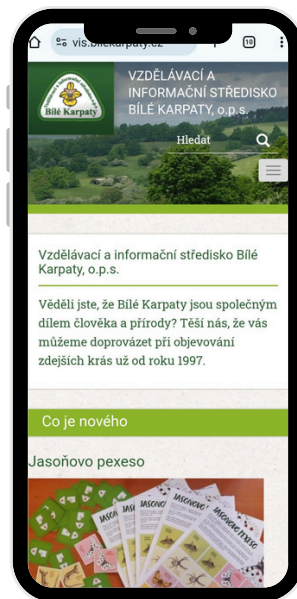 vis.bilekarpaty.cz
10
VZDĚLÁVACÍ A
INFORMAČNÍ STŘEDISKO
BÍLÉ KARPATY, o.p.s.
Bílé Karpaty
Hledat
Vzdělávací a informační středisko Bílé
Karpaty, o.p.s.
Věděli jste, že Bílé Karpaty jsou společným
dílem člověka a přírody? Těší nás, že vás
můžeme doprovázet při objevování
zdejších krás už od roku 1997.
Co je nového
Jasoňovo pexeso
JASOŇOVO PEXESO